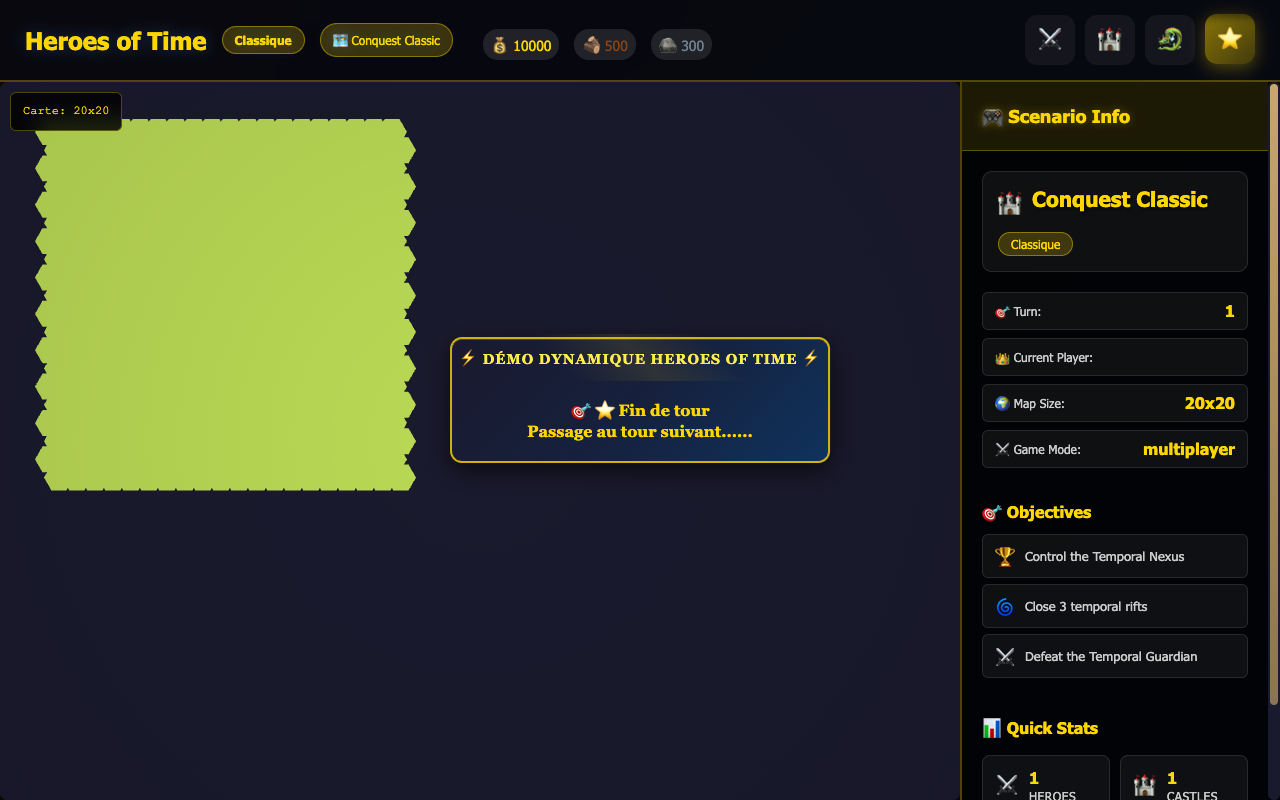 Heroes of Time
Classique
Conquest Classic
10000
500
300
Carte: 20x20
DÉMO DYNAMIQUE HEROES OF TIME
Fin de tour
Passage au tour suivant......
Scenario Info
Conquest Classic
Classique
Turn:
1
Current Player:
Map Size:
20x20
Game Mode:
multiplayer
Objectives
Control the Temporal Nexus
Close 3 temporal rifts
Defeat the Temporal Guardian
Quick Stats
1
HEROES
1
CASTLES